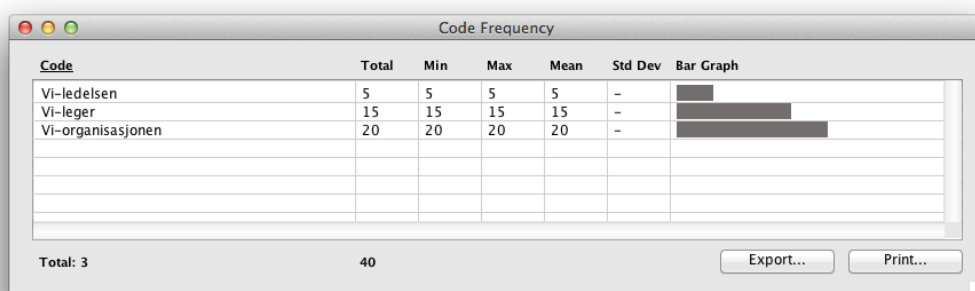 Code Frequency
Code Total Min Max Mean Std Dev Bar Graph
Vi-ledelsen 5 5 5 5 -
Vi-leger 15 15 15 15 -
Vi-organisasjonen 20 20 20 20 -
Total: 3 40 Export... Print...